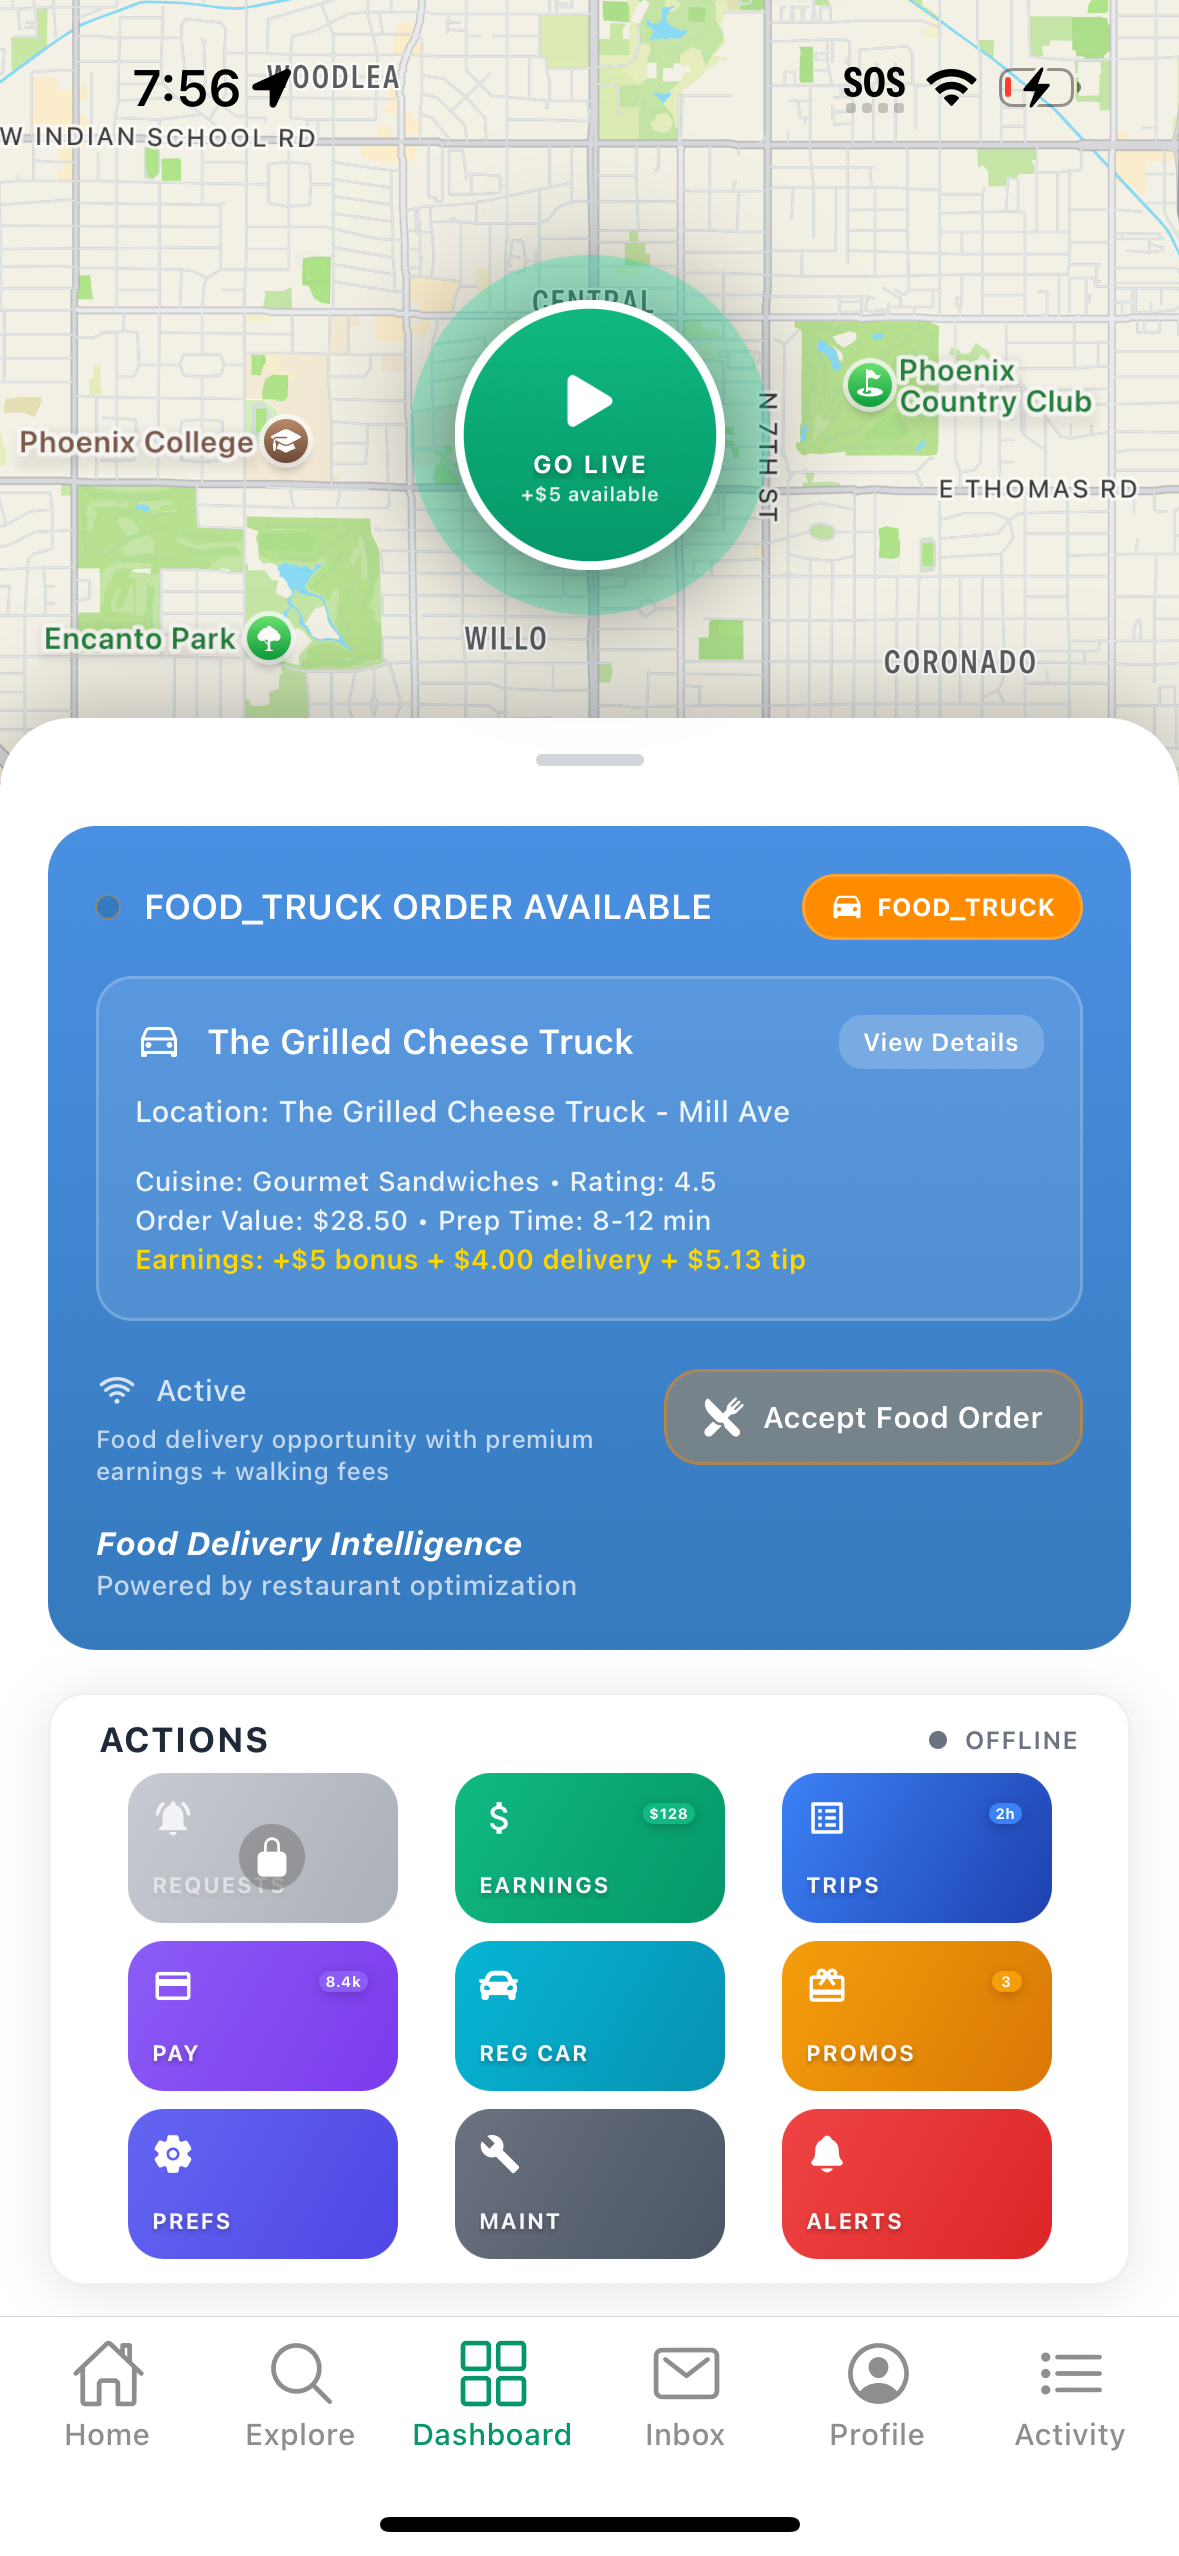 7:56
SOS
WOODLEA
W INDIAN SCHOOL RD
CENTRAL
GO LIVE
+$5 available
N 7TH ST
Phoenix
Country Club
Phoenix College
E THOMAS RD
Encanto Park
WILLO
CORONADO
FOOD_TRUCK ORDER AVAILABLE
FOOD_TRUCK
The Grilled Cheese Truck
View Details
Location: The Grilled Cheese Truck - Mill Ave
Cuisine: Gourmet Sandwiches • Rating: 4.5
Order Value: $28.50 • Prep Time: 8-12 min
Earnings: +$5 bonus + $4.00 delivery + $5.13 tip
Active
Food delivery opportunity with premium
earnings + walking fees
Accept Food Order
Food Delivery Intelligence
Powered by restaurant optimization
ACTIONS
OFFLINE
REQUESTS
$128
EARNINGS
2h
TRIPS
8.4k
PAY
REG CAR
3
PROMOS
PREFS
MAINT
ALERTS
Home
Explore
Dashboard
Inbox
Profile
Activity